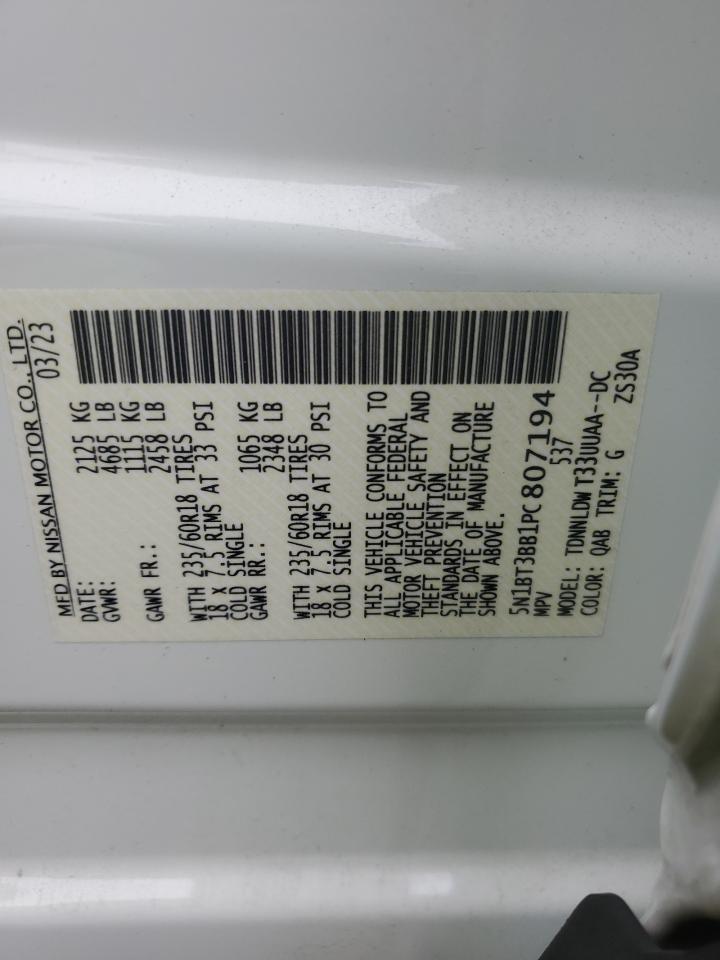 MFD BY NISSAN MOTOR CO., LTD.
DATE: 03/23
GVWR: 2125 KG
4685 LB
GAWR FR.: 1115 KG
2458 LB
WITH 235/60R18 TIRES
18 X 7.5 RIMS AT 33 PSI
COLD SINGLE
GAWR RR.: 1065 KG
2348 LB
WITH 235/60R18 TIRES
18 X 7.5 RIMS AT 30 PSI
COLD SINGLE
THIS VEHICLE CONFORMS TO
ALL APPLICABLE FEDERAL
MOTOR VEHICLE SAFETY AND
THEFT PREVENTION
STANDARDS IN EFFECT ON
THE DATE OF MANUFACTURE
SHOWN ABOVE.
5N1BT3BB1PC807194
MPV 537
MODEL: TDNNLDWT33UUAA--DC
COLOR: QAB TRIM: G ZS30A